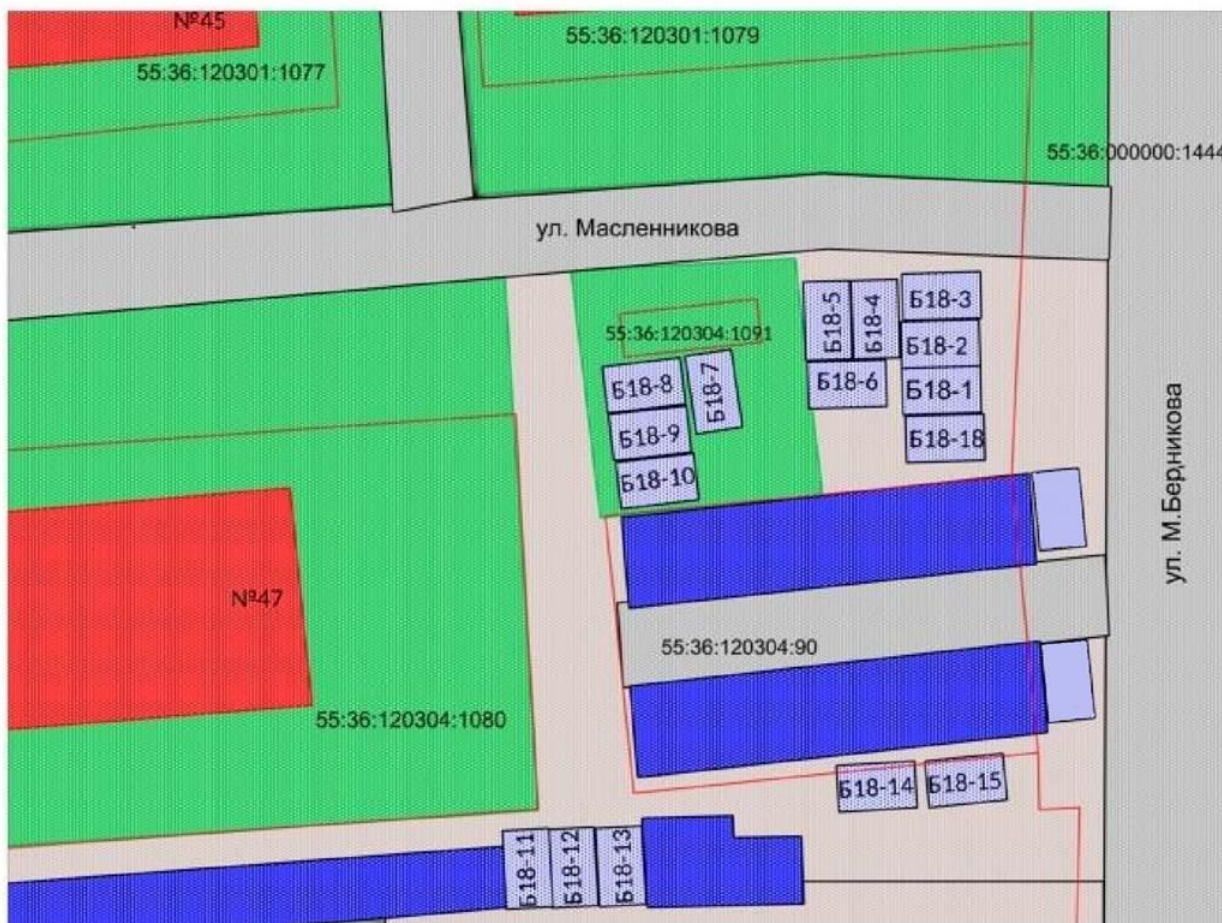 №45
55:36:120301:1077
55:36:120301:1079
55:36:000000:1444
ул. Масленникова
55:36:120304:1091
Б18-5
Б18-4
Б18-3
Б18-2
Б18-1
Б18-18
Б18-6
Б18-8
Б18-7
Б18-9
Б18-10
ул. М.Бердникова
№47
55:36:120304:90
55:36:120304:1080
Б18-14
Б18-15
Б18-11
Б18-12
Б18-13